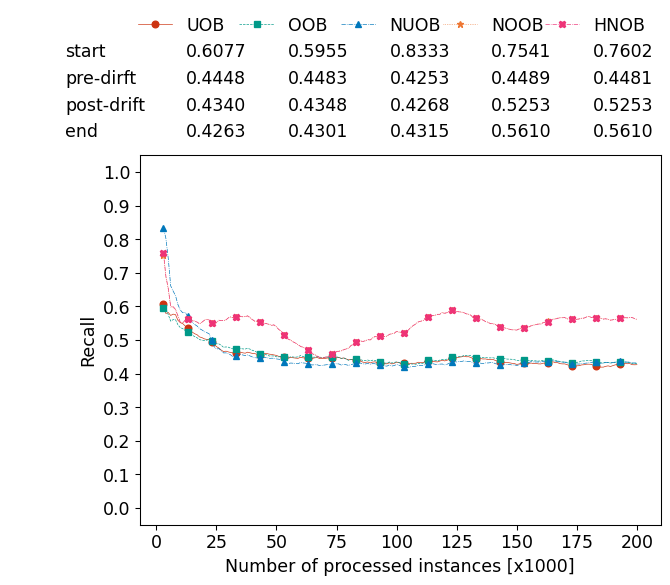 UOB OOB NUOB NOOB HNOB
start 0.6077 0.5955 0.8333 0.7541 0.7602
pre-dirft 0.4448 0.4483 0.4253 0.4489 0.4481
post-drift 0.4340 0.4348 0.4268 0.5253 0.5253
end 0.4263 0.4301 0.4315 0.5610 0.5610
1.0
0.9
0.8
0.7
0.6
0.5
0.4
0.3
0.2
0.1
0.0
Recall
0 25 50 75 100 125 150 175 200
Number of processed instances [x1000]